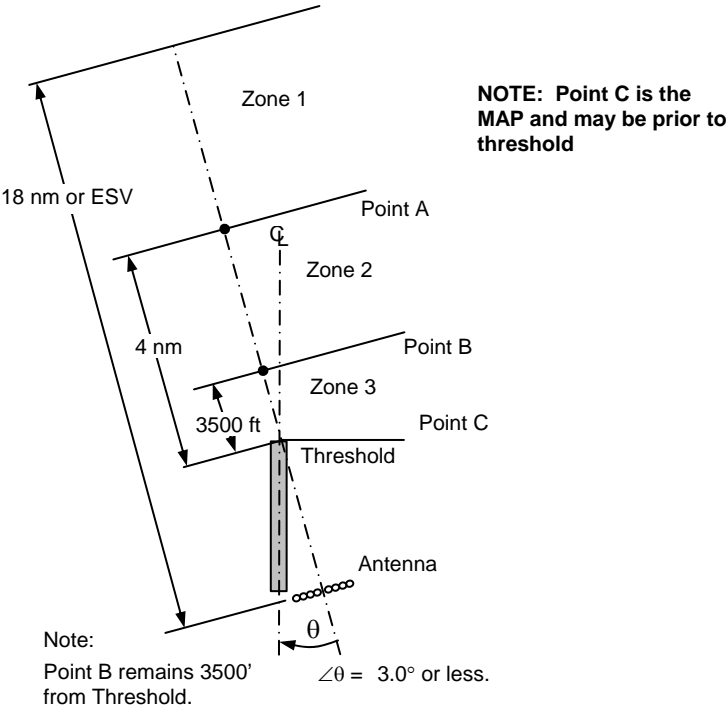 Zone 1
NOTE: Point C is the
MAP and may be prior to
threshold
18 nm or ESV
Point A
℄
Zone 2
4 nm
Point B
Zone 3
3500 ft
Point C
Threshold
Antenna
θ
Note:
Point B remains 3500'
from Threshold.
∠θ = 3.0° or less.